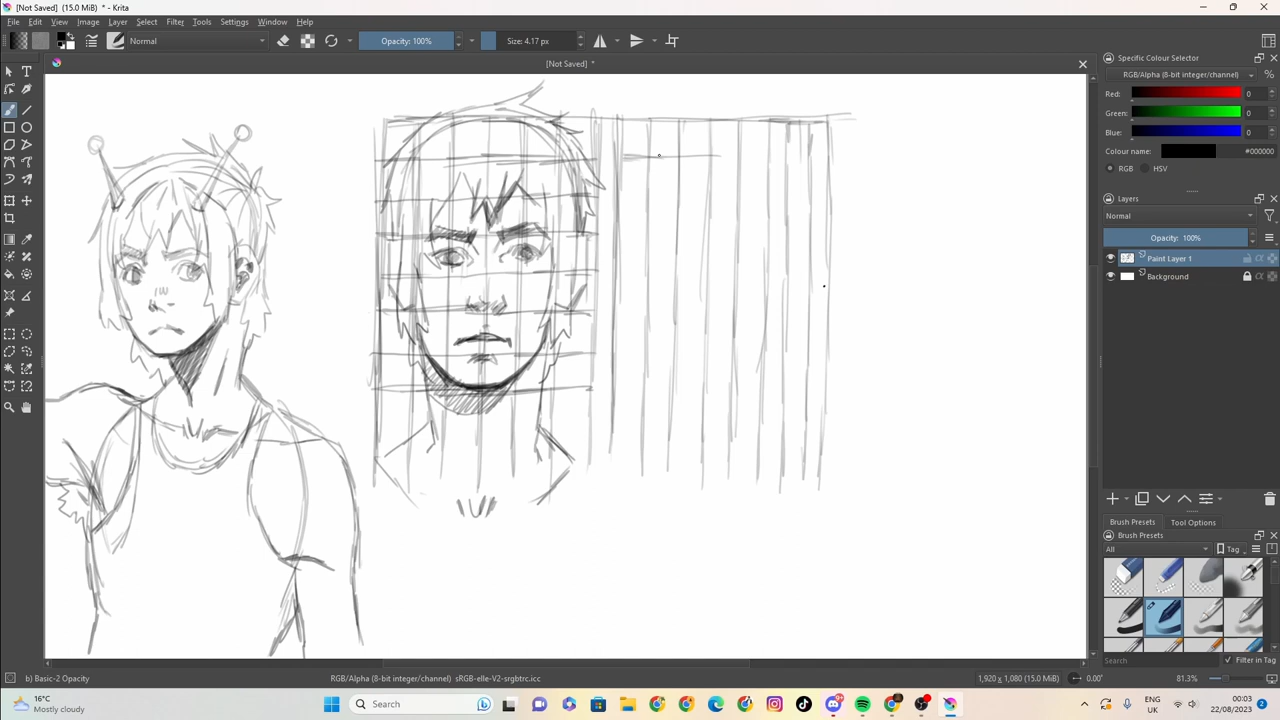 [Not Saved] (15.0 MiB) * - Krita
File Edit View Image Layer Select Filter Tools Settings Window Help
Normal Opacity: 100% Size: 4.17 px
[Not Saved] *
Specific Colour Selector
RGB/Alpha (8-bit integer/channel) %
Red: 0
Green: 0
Blue: 0
Colour name: #000000
RGB HSV
Layers
Normal
Opacity: 100%
Paint Layer 1
Background
Brush Presets Tool Options
Brush Presets
All Tag
Search Filter in Tag
b) Basic-2 Opacity RGB/Alpha (8-bit integer/channel) sRGB-elle-V2-srgbtrc.icc 1,920 x 1,080 (15.0 MiB) 0.00° 81.3%
16°C
Mostly cloudy
Search
ENG
UK
00:03
22/08/2023